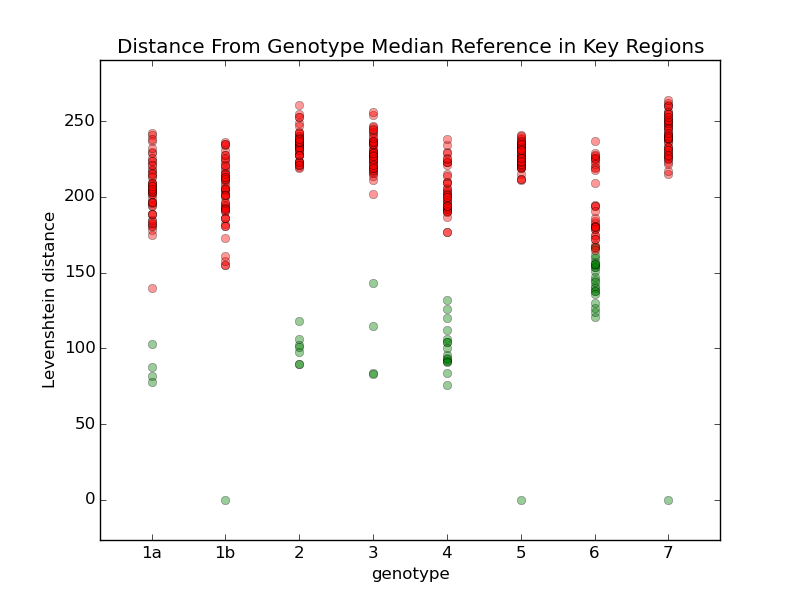 Distance From Genotype Median Reference in Key Regions
Levenshtein distance
250
200
150
100
50
0
1a 1b 2 3 4 5 6 7
genotype